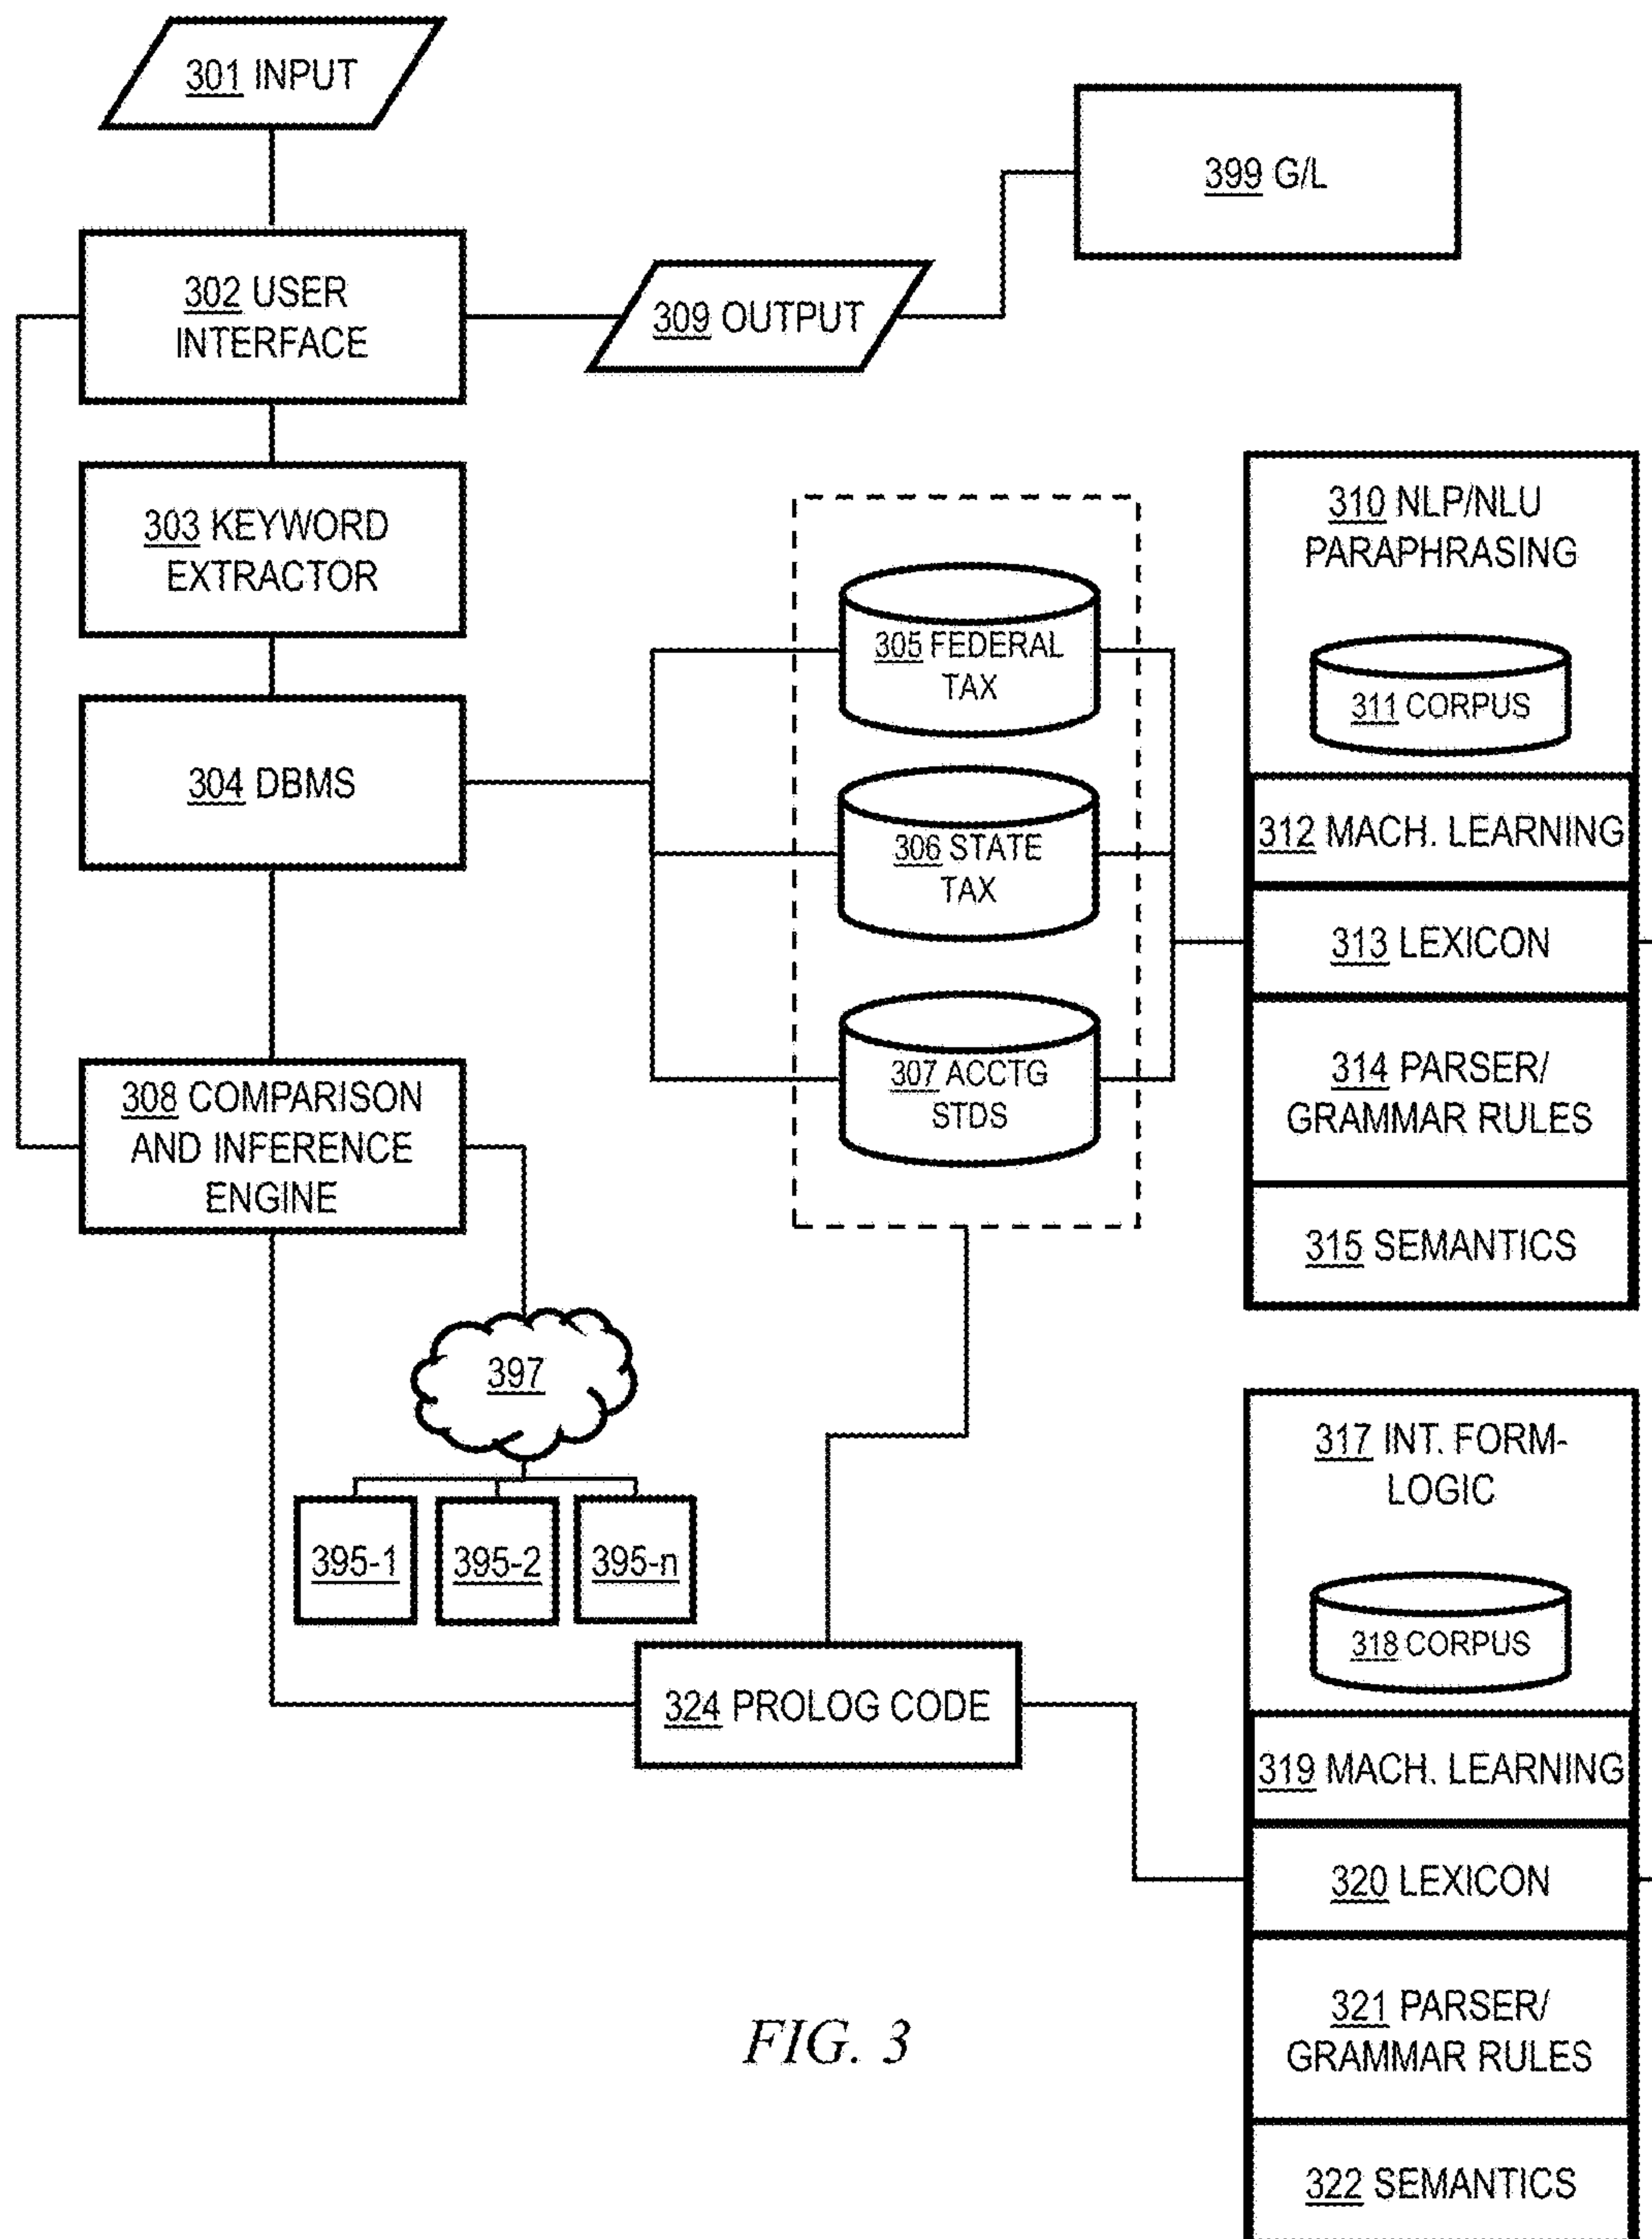 301 INPUT
399 G/L
302 USER
INTERFACE
309 OUTPUT
303 KEYWORD
EXTRACTOR
304 DBMS
305 FEDERAL
TAX
306 STATE
TAX
307 ACCTG
STDS
308 COMPARISON
AND INFERENCE
ENGINE
397
395-1
395-2
395-n
324 PROLOG CODE
310 NLP/NLU
PARAPHRASING
311 CORPUS
312 MACH. LEARNING
313 LEXICON
314 PARSER/
GRAMMAR RULES
315 SEMANTICS
317 INT. FORM-
LOGIC
318 CORPUS
319 MACH. LEARNING
320 LEXICON
321 PARSER/
GRAMMAR RULES
322 SEMANTICS
FIG. 3